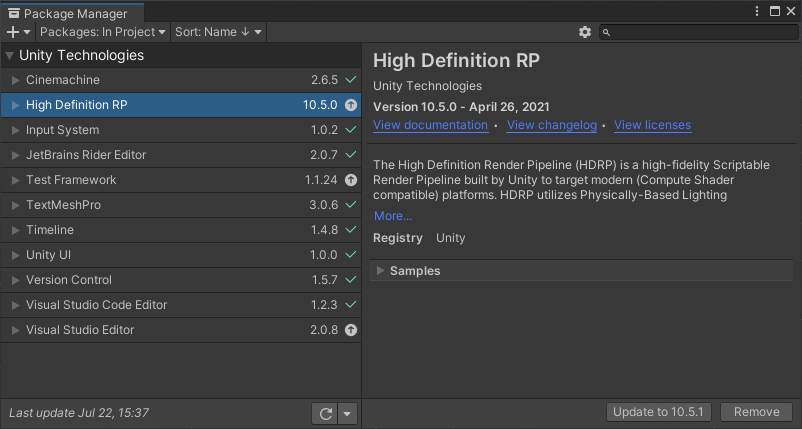 Package Manager
Packages: In Project
Sort: Name ↓
Unity Technologies
Cinemachine 2.6.5
High Definition RP 10.5.0
Input System 1.0.2
JetBrains Rider Editor 2.0.7
Test Framework 1.1.24
TextMeshPro 3.0.6
Timeline 1.4.8
Unity UI 1.0.0
Version Control 1.5.7
Visual Studio Code Editor 1.2.3
Visual Studio Editor 2.0.8
Last update Jul 22, 15:37
High Definition RP
Unity Technologies
Version 10.5.0 - April 26, 2021
View documentation • View changelog • View licenses
The High Definition Render Pipeline (HDRP) is a high-fidelity Scriptable
Render Pipeline built by Unity to target modern (Compute Shader
compatible) platforms. HDRP utilizes Physically-Based Lighting
More...
Registry Unity
Samples
Update to 10.5.1 Remove